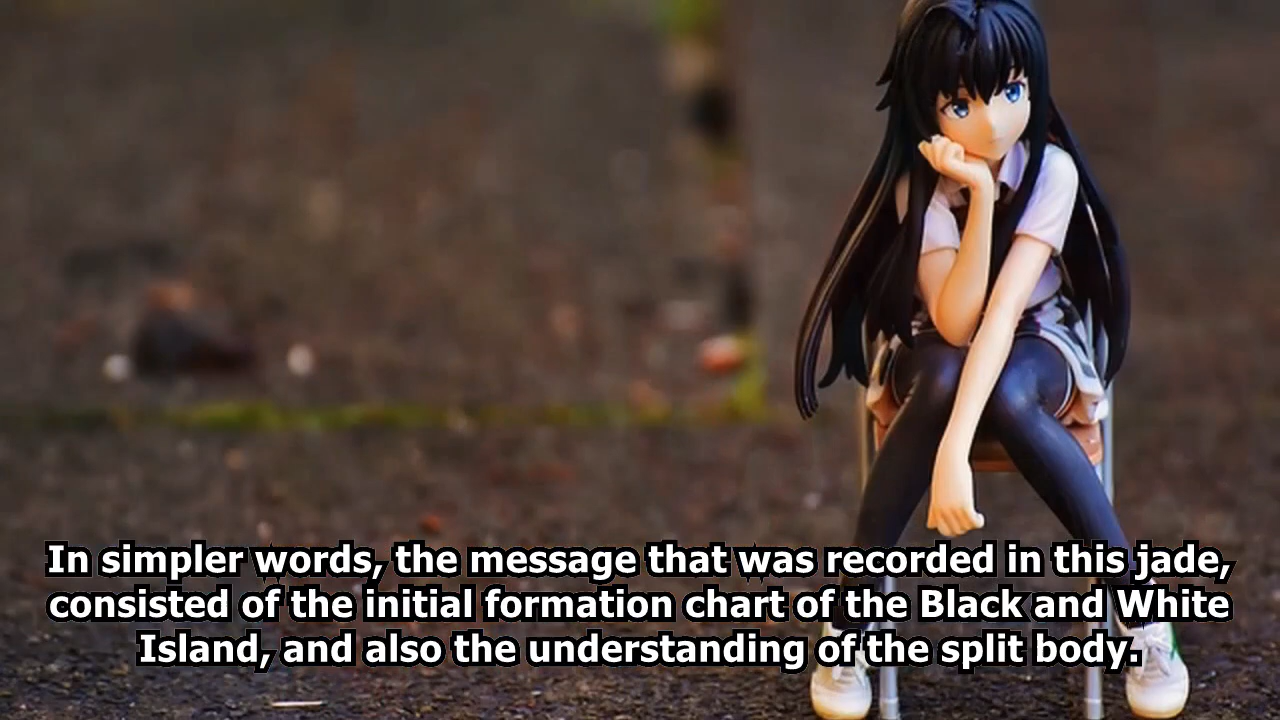 In simpler words, the message that was recorded in this jade,
consisted of the initial formation chart of the Black and White
Island, and also the understanding of the split body.